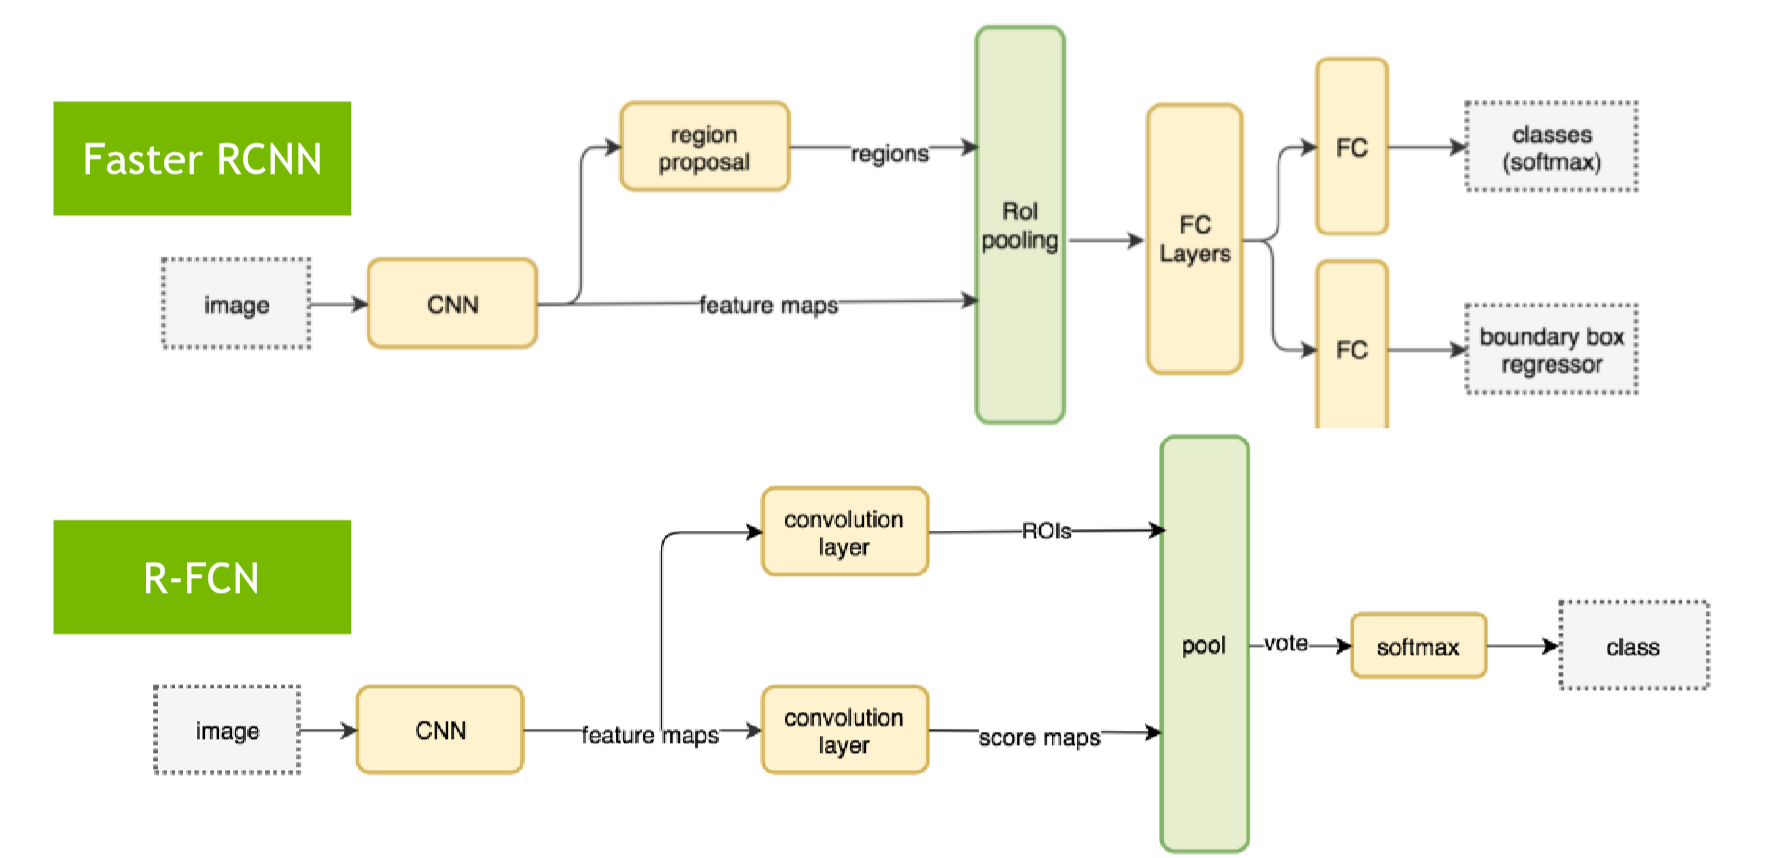 Faster RCNN
image
CNN
region
proposal
regions
feature maps
RoI
pooling
FC
Layers
FC
classes
(softmax)
FC
boundary box
regressor
R-FCN
image
CNN
feature maps
convolution
layer
ROIs
convolution
layer
score maps
pool
vote
softmax
class